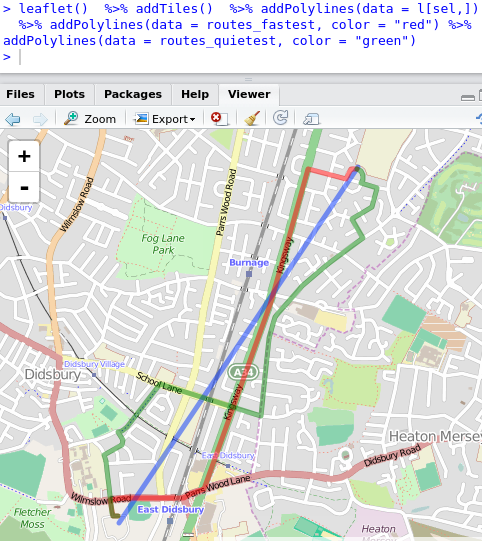 > leaflet()  %>% addTiles()  %>% addPolylines(data = l[sel,])
  %>% addPolylines(data = routes_fastest, color = "red") %>%
addPolylines(data = routes_quietest, color = "green")
>
Files Plots Packages Help Viewer
Zoom Export
+
-
Didsbury
Wilmslow Road
Parrs Wood Road
Fog Lane
Park
Burnage
Kingsway
Didsbury Village
Didsbury
School Lane
A34
Kingsway
Heaton Mersey
East Didsbury
Didsbury Road
Parrs Wood Lane
Wilmslow Road
East Didsbury
Fletcher
Moss
Heaton